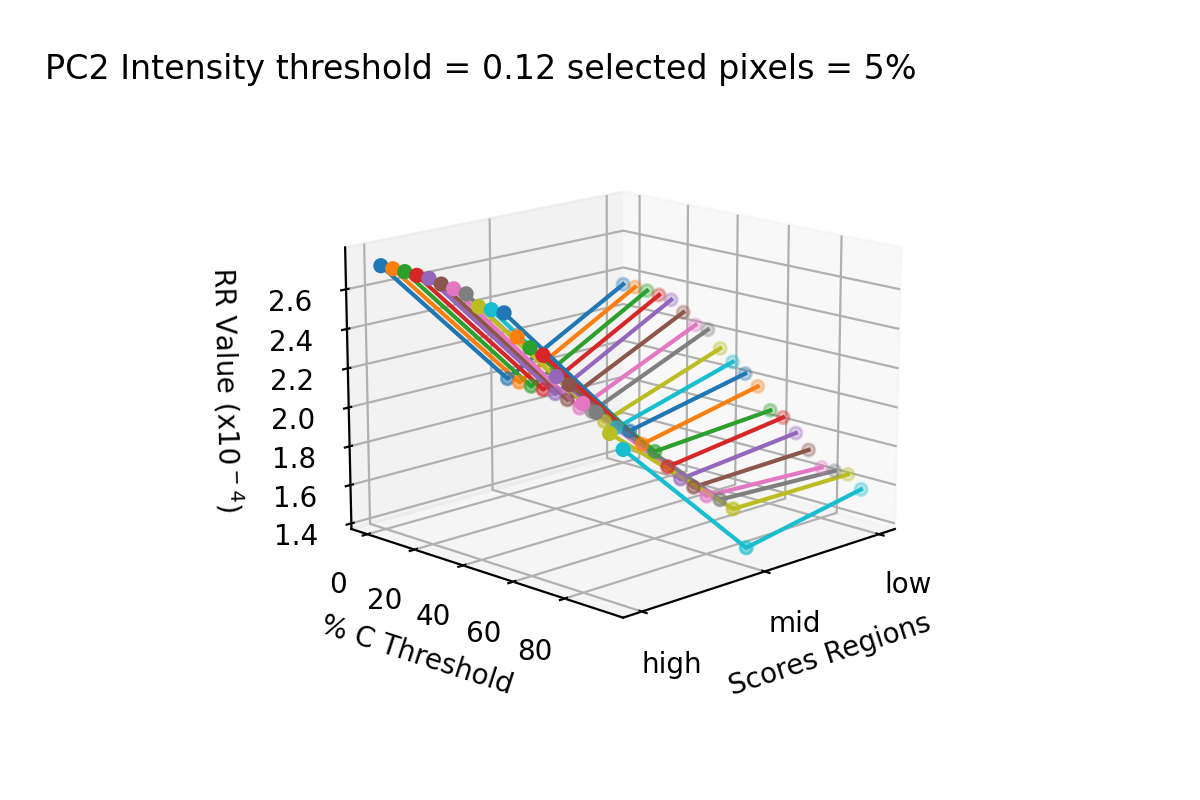 PC2 Intensity threshold = 0.12 selected pixels = 5%
RR Value (x10⁻⁴)
2.6
2.4
2.2
2.0
1.8
1.6
1.4
0
20
40
60
80
% C Threshold
high
mid
low
Scores Regions